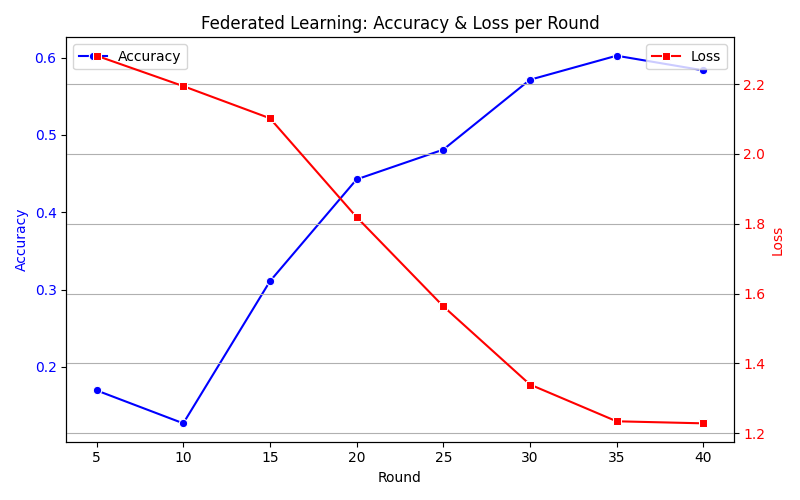 Federated Learning: Accuracy & Loss per Round
Accuracy
Loss
0.6
0.5
0.4
0.3
0.2
Accuracy
2.2
2.0
1.8
1.6
1.4
1.2
Loss
5 10 15 20 25 30 35 40
Round